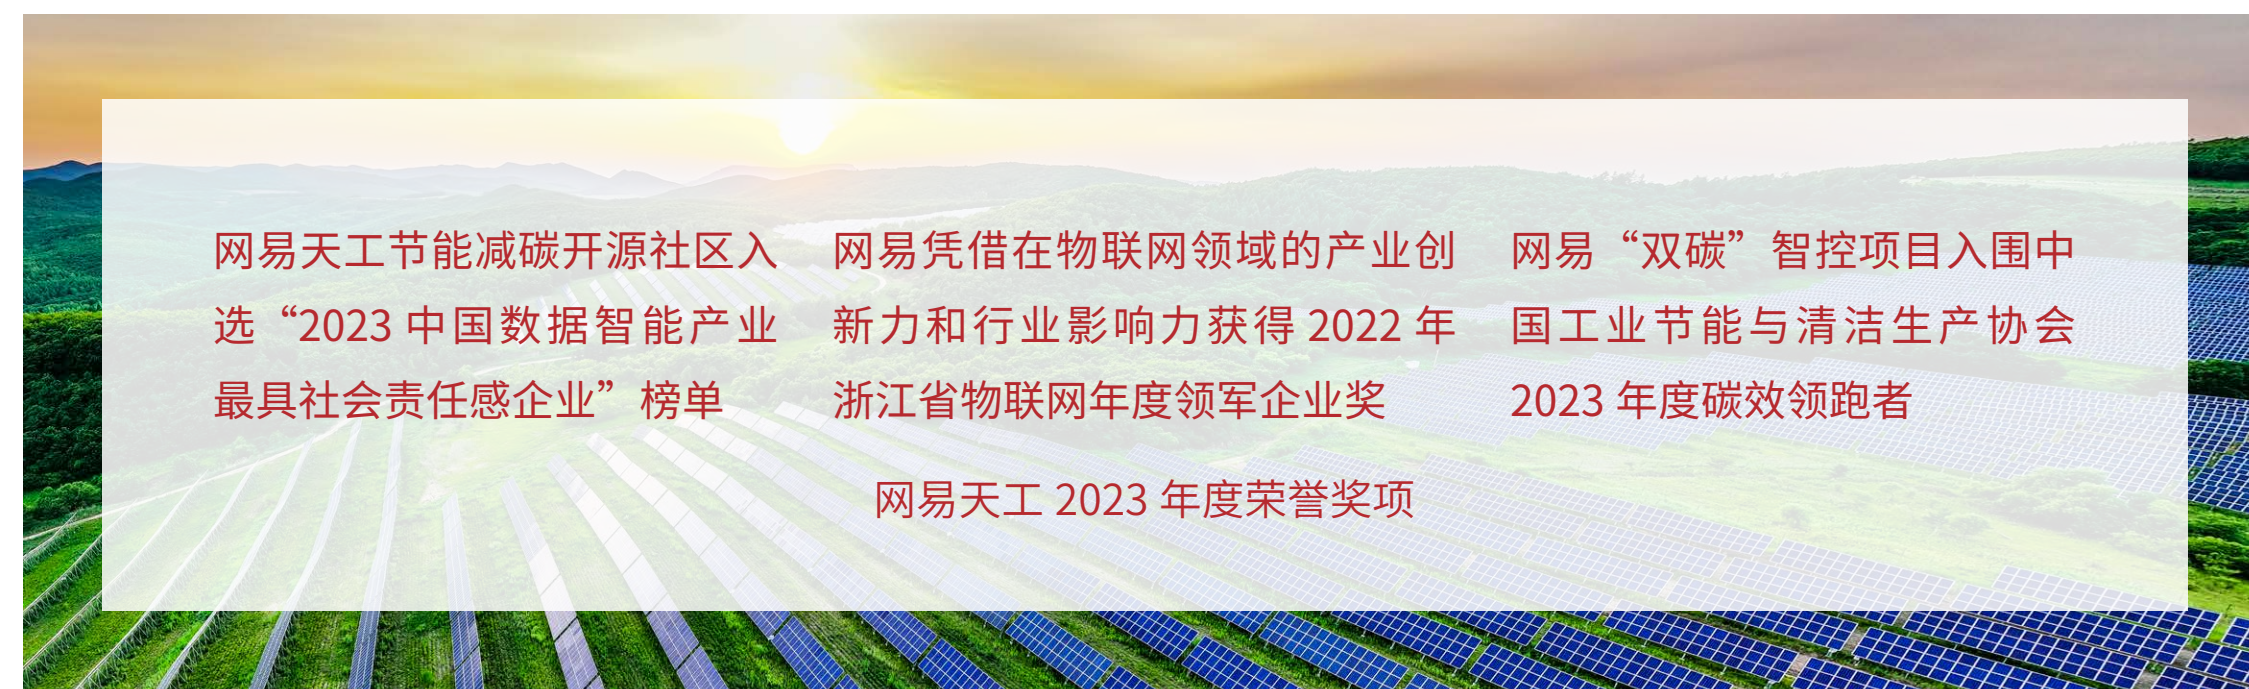 网易天工节能减碳开源社区入
选“2023 中国数据智能产业
最具社会责任感企业”榜单
网易凭借在物联网领域的产业创
新力和行业影响力获得 2022 年
浙江省物联网年度领军企业奖
网易“双碳”智控项目入围中
国工业节能与清洁生产协会
2023 年度碳效领跑者
网易天工 2023 年度荣誉奖项